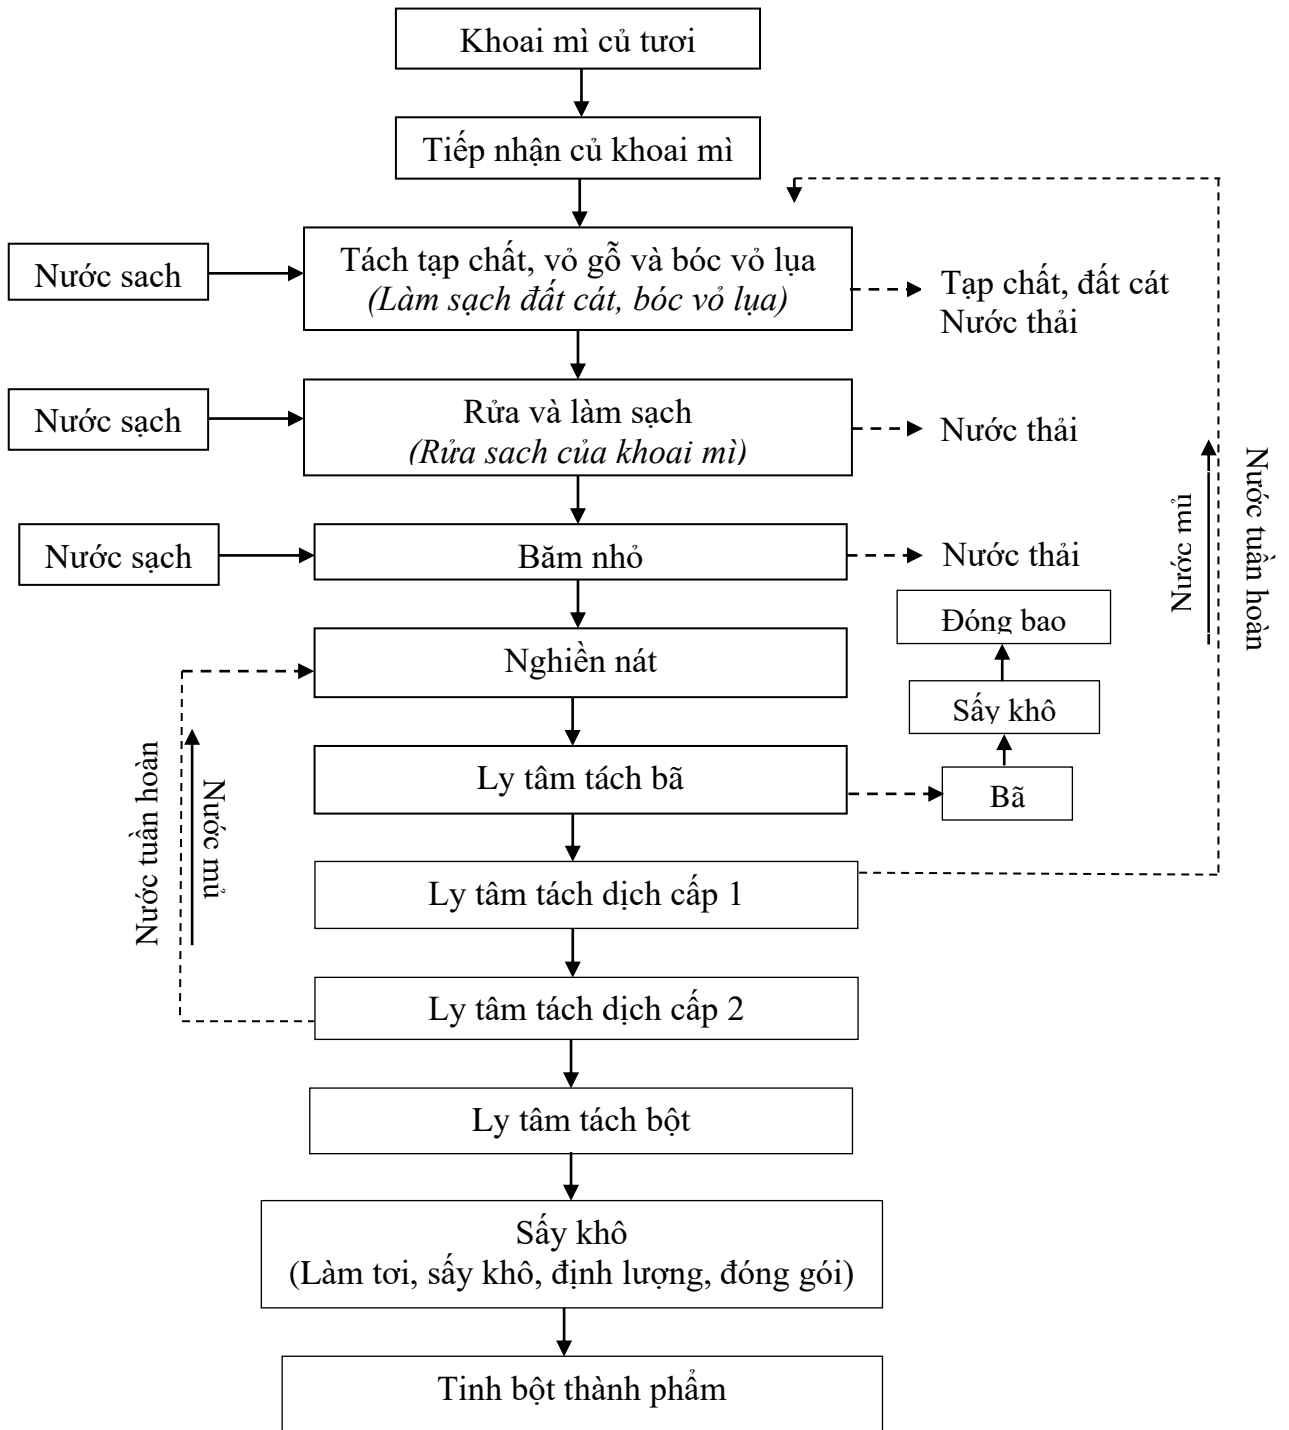 Khoai mì củ tươi
Tiếp nhận củ khoai mì
Nước sach
Tách tạp chất, vỏ gỗ và bóc vỏ lụa
(Làm sạch đất cát, bóc vỏ lụa)
Tạp chất, đất cát
Nước thải
Nước sạch
Rửa và làm sạch
(Rửa sach của khoai mì)
Nước thải
Nước sạch
Băm nhỏ
Nước thải
Nước mủ
Nước tuần hoàn
Đóng bao
Nghiền nát
Sấy khô
Ly tâm tách bã
Bã
Nước tuần hoàn
Nước mủ
Ly tâm tách dịch cấp 1
Ly tâm tách dịch cấp 2
Ly tâm tách bột
Sấy khô
(Làm tơi, sấy khô, định lượng, đóng gói)
Tinh bột thành phẩm